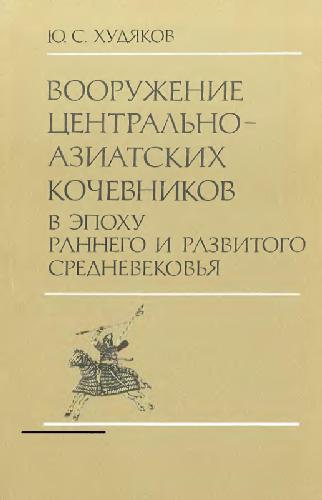 Ю. С. ХУДЯКОВ
ВООРУЖЕНИЕ
ЦЕНТРАЛЬНО-
АЗИАТСКИХ
КОЧЕВНИКОВ
В ЭПОХУ
РАННЕГО И РАЗВИТОГО
СРЕДНЕВЕКОВЬЯ